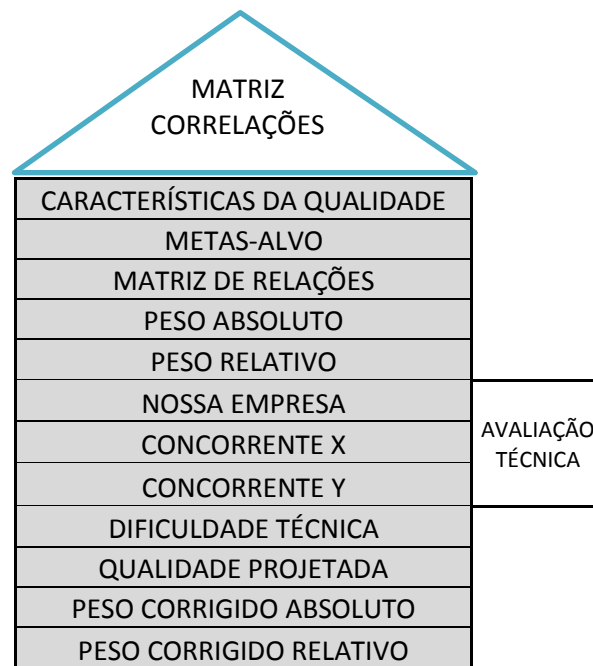 MATRIZ
CORRELAÇÕES
CARACTERÍSTICAS DA QUALIDADE
METAS-ALVO
MATRIZ DE RELAÇÕES
PESO ABSOLUTO
PESO RELATIVO
NOSSA EMPRESA
CONCORRENTE X
CONCORRENTE Y
AVALIAÇÃO
TÉCNICA
DIFICULDADE TÉCNICA
QUALIDADE PROJETADA
PESO CORRIGIDO ABSOLUTO
PESO CORRIGIDO RELATIVO